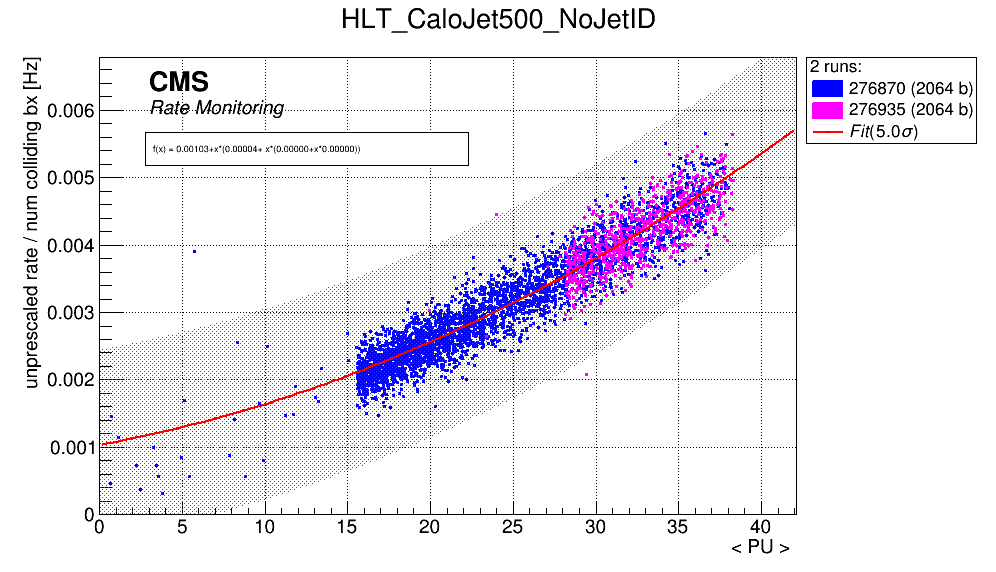 HLT_CaloJet500_NoJetID
unprescaled rate / num colliding bx [Hz]
CMS
Rate Monitoring
f(x) = 0.00103+x*(0.00004+ x*(0.00000+x*0.00000))
2 runs:
276870 (2064 b)
276935 (2064 b)
Fit(5.0σ)
0.006
0.005
0.004
0.003
0.002
0.001
0
0 5 10 15 20 25 30 35 40
< PU >